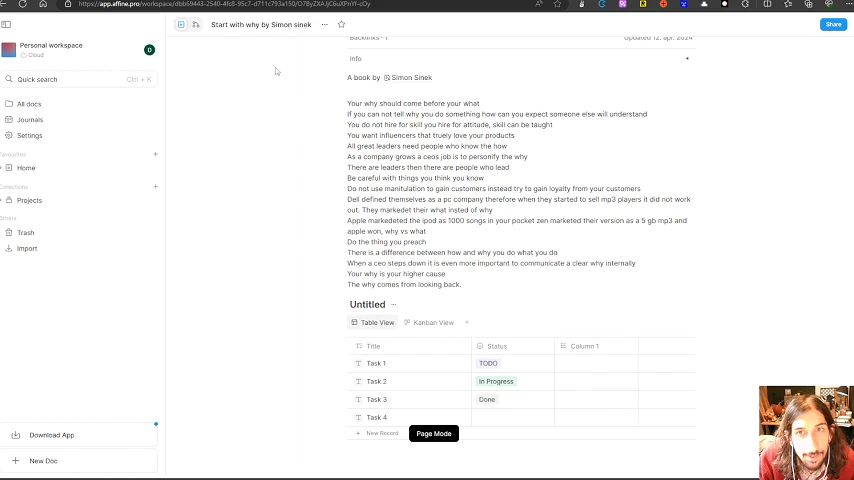 https://app.affine.pro/workspace/dbb69443-2540-4fc8-95c7-d711c793a150/O7ByZXAJjC6uXPnYf-cOy
Start with why by Simon sinek
Share
Personal workspace
Cloud
D
Quick search
Ctrl + K
All docs
Journals
Settings
Favourites
Home
Collections
Projects
Others
Trash
Import
Download App
New Doc
Backlinks · 1
Updated 12. apr. 2024
Info
A book by Simon Sinek
Your why should come before your what
If you can not tell why you do something how can you expect someone else will understand
You do not hire for skill you hire for attitude, skill can be taught
You want influencers that truely love your products
All great leaders need people who know the how
As a company grows a ceos job is to personify the why
There are leaders then there are people who lead
Be careful with things you think you know
Do not use manitulation to gain customers instead try to gain loyalty from your customers
Dell defined themselves as a pc company therefore when they started to sell mp3 players it did not work
out. They markedet their what insted of why
Apple markedeted the ipod as 1000 songs in your pocket zen marketed their version as a 5 gb mp3 and
apple won, why vs what
Do the thing you preach
There is a difference between how and why you do what you do
When a ceo steps down it is even more important to communicate a clear why internally
Your why is your higher cause
The why comes from looking back.
Untitled
Table View
Kanban View
Title
Status
Column 1
Task 1
TODO
Task 2
In Progress
Task 3
Done
Task 4
New Record
Page Mode